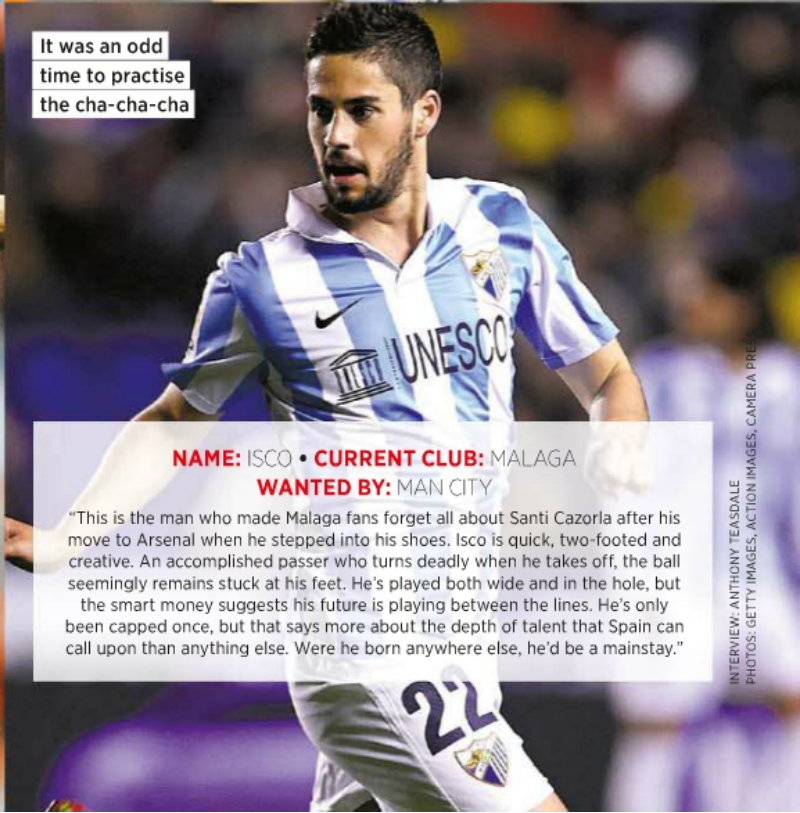 It was an odd
time to practise
the cha-cha-cha
UNESCO
NAME: ISCO • CURRENT CLUB: MALAGA
WANTED BY: MAN CITY
“This is the man who made Malaga fans forget all about Santi Cazorla after his
move to Arsenal when he stepped into his shoes. Isco is quick, two-footed and
creative. An accomplished passer who turns deadly when he takes off, the ball
seemingly remains stuck at his feet. He’s played both wide and in the hole, but
the smart money suggests his future is playing between the lines. He’s only
been capped once, but that says more about the depth of talent that Spain can
call upon than anything else. Were he born anywhere else, he’d be a mainstay.”
22
INTERVIEW: ANTHONY TEASDALE
PHOTOS: GETTY IMAGES, ACTION IMAGES, CAMERA PRE